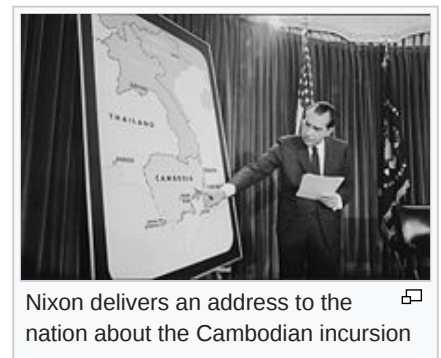 THAILAND
CAMBODIA
Nixon delivers an address to the
nation about the Cambodian incursion